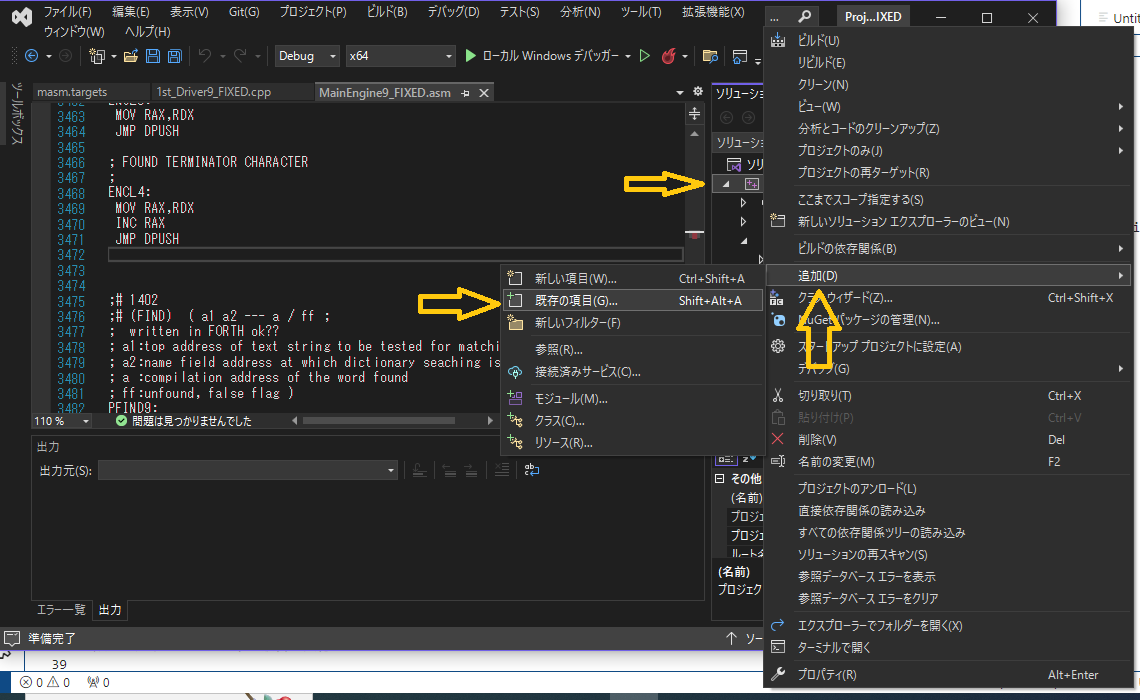 ファイル(F) 編集(E) 表示(V) Git(G) プロジェクト(P) ビルド(B) デバッグ(D) テスト(S) 分析(N) ツール(T) 拡張機能(X)
... Proj...IXED
Untit
ウィンドウ(W) ヘルプ(H)
Debug x64 ローカル Windows デバッガー
ツールボックス
masm.targets 1st_Driver9_FIXED.cpp MainEngine9_FIXED.asm
3463 MOV RAX,RDX
3464 JMP DPUSH
3465
3466 ; FOUND TERMINATOR CHARACTER
3467 ;
3468 ENCL4:
3469 MOV RAX,RDX
3470 INC RAX
3471 JMP DPUSH
3472
3473
3474
3475 ;# 1402
3476 ;# (FIND) ( a1 a2 --- a / ff ;
3477 ; written in FORTH ok??
3478 ; a1:top address of text string to be tested for matchi
3479 ; a2:name field address at which dictionary seaching is
3480 ; a :compilation address of the word found
3481 ; ff:unfound, false flag )
3482 PFIND9:
110 % 問題は見つかりませんでした
出力
出力元(S):
エラー一覧 出力
準備完了
ソー
39
0 0 0
ソリューシ
ソリューシ
ソリ
その他
(名前)
プロジェ
プロジェ
ルート名
(名前)
プロジェク
新しい項目(W)... Ctrl+Shift+A
既存の項目(G)... Shift+Alt+A
新しいフィルター(F)
参照(R)...
接続済みサービス(C)...
モジュール(M)...
クラス(C)...
リソース(R)...
ビルド(U)
リビルド(E)
クリーン(N)
ビュー(W)
分析とコードのクリーンアップ(Z)
プロジェクトのみ(J)
プロジェクトの再ターゲット(R)
ここまでスコープ指定する(S)
新しいソリューション エクスプローラーのビュー(N)
ビルドの依存関係(B)
追加(D)
クラス ウィザード(Z)... Ctrl+Shift+X
NuGet パッケージの管理(N)...
スタートアップ プロジェクトに設定(A)
デバッグ(G)
切り取り(T) Ctrl+X
貼り付け(P) Ctrl+V
削除(V) Del
名前の変更(M) F2
プロジェクトのアンロード(L)
直接依存関係の読み込み
すべての依存関係ツリーの読み込み
ソリューションの再スキャン(S)
参照データベース エラーを表示
参照データベース エラーをクリア
エクスプローラーでフォルダーを開く(X)
ターミナルで開く
プロパティ(R) Alt+Enter